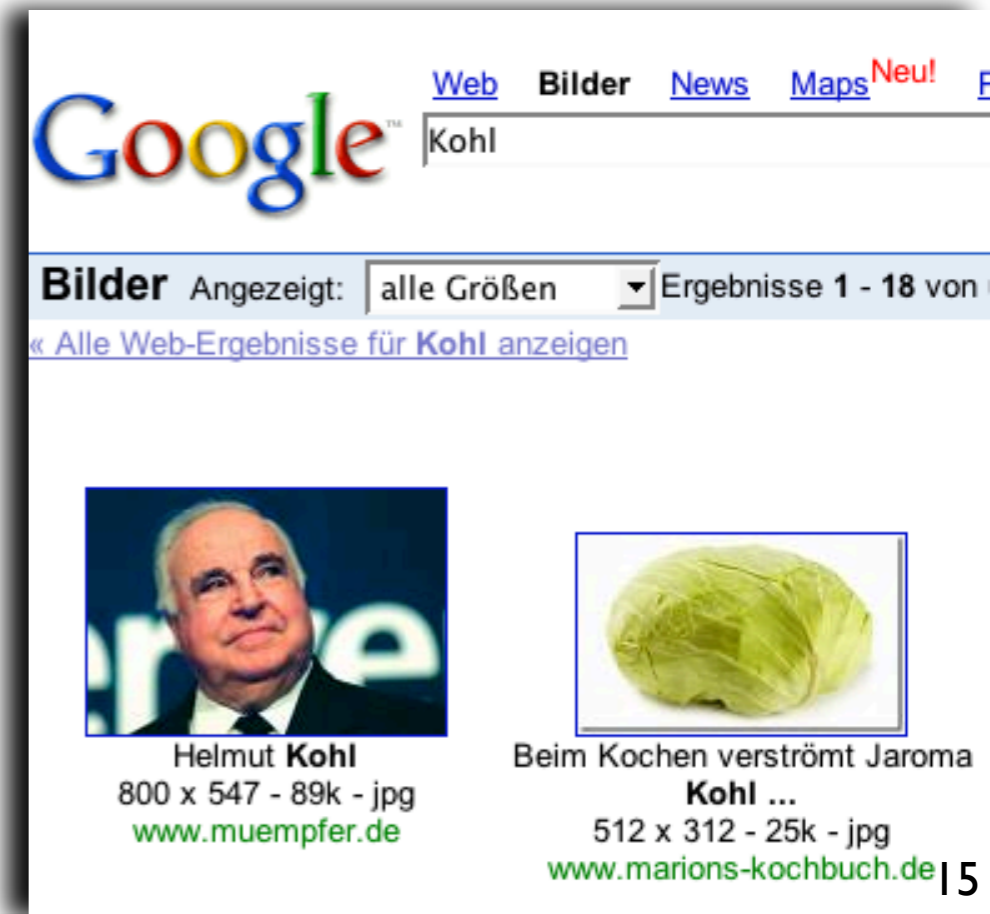 Web Bilder News Maps Neu!
Google™ Kohl
Bilder Angezeigt: alle Größen Ergebnisse 1 - 18 von
« Alle Web-Ergebnisse für Kohl anzeigen
Helmut Kohl
800 x 547 - 89k - jpg
www.muempfer.de
Beim Kochen verströmt Jaroma
Kohl ...
512 x 312 - 25k - jpg
www.marions-kochbuch.de
15